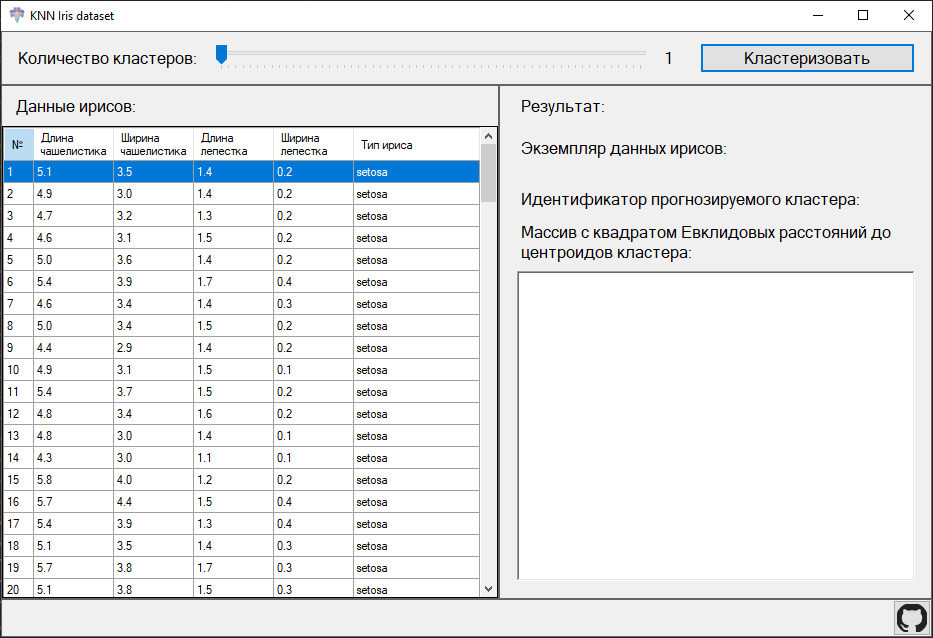 KNN Iris dataset
Количество кластеров:
1
Кластеризовать
Данные ирисов:
№ Длина чашелистика Ширина чашелистика Длина лепестка Ширина лепестка Тип ириса
1 5.1 3.5 1.4 0.2 setosa
2 4.9 3.0 1.4 0.2 setosa
3 4.7 3.2 1.3 0.2 setosa
4 4.6 3.1 1.5 0.2 setosa
5 5.0 3.6 1.4 0.2 setosa
6 5.4 3.9 1.7 0.4 setosa
7 4.6 3.4 1.4 0.3 setosa
8 5.0 3.4 1.5 0.2 setosa
9 4.4 2.9 1.4 0.2 setosa
10 4.9 3.1 1.5 0.1 setosa
11 5.4 3.7 1.5 0.2 setosa
12 4.8 3.4 1.6 0.2 setosa
13 4.8 3.0 1.4 0.1 setosa
14 4.3 3.0 1.1 0.1 setosa
15 5.8 4.0 1.2 0.2 setosa
16 5.7 4.4 1.5 0.4 setosa
17 5.4 3.9 1.3 0.4 setosa
18 5.1 3.5 1.4 0.3 setosa
19 5.7 3.8 1.7 0.3 setosa
20 5.1 3.8 1.5 0.3 setosa
Результат:
Экземпляр данных ирисов:
Идентификатор прогнозируемого кластера:
Массив с квадратом Евклидовых расстояний до
центроидов кластера: